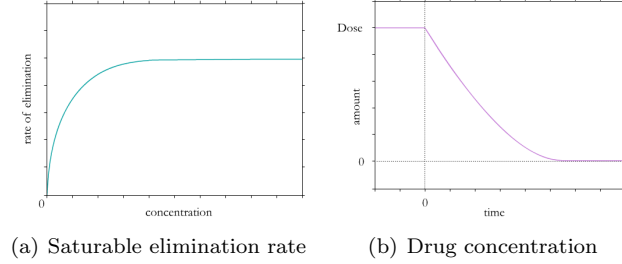 rate of elimination
0
concentration
(a) Saturable elimination rate
Dose
amount
0
0
time
(b) Drug concentration